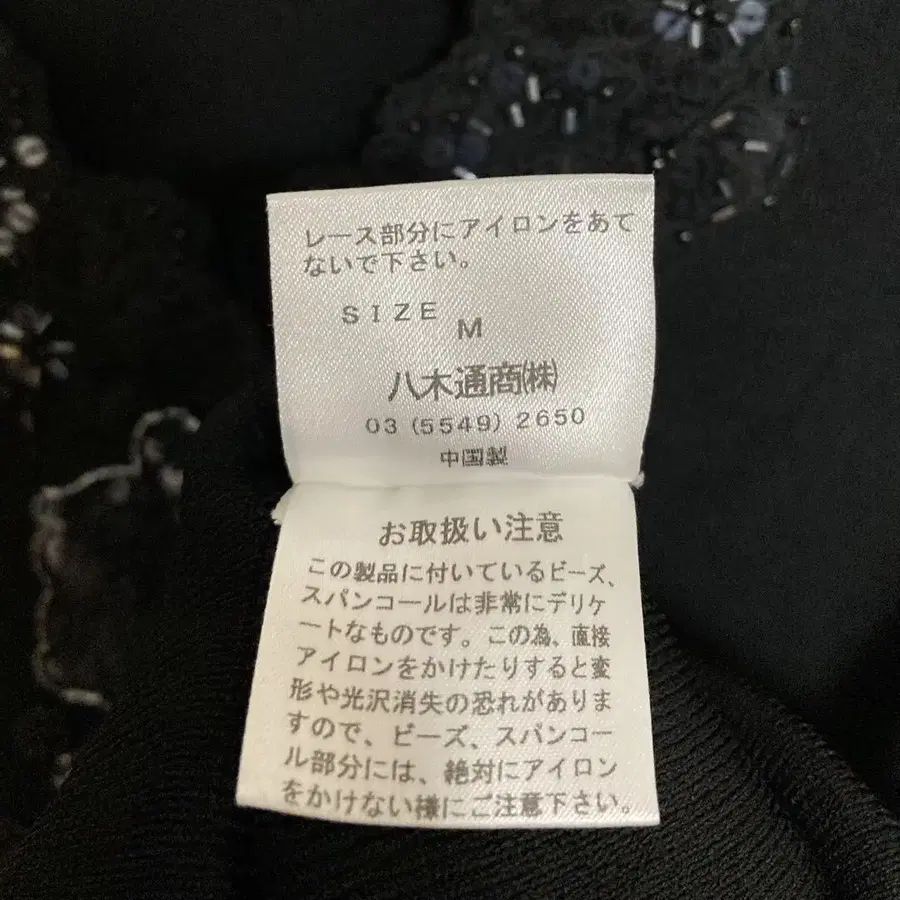 レース部分にアイロンをあて
ないで下さい。
SIZE M
八木通商㈱
03(5549)2650
中国製
お取扱い注意
この製品に付いているビーズ、
スパンコールは非常にデリケ
ートなものです。この為、直接
アイロンをかけたりすると変
形や光沢消失の恐れがありま
すので、ビーズ、スパンコー
ル部分には、絶対にアイロン
をかけない様にご注意下さい。